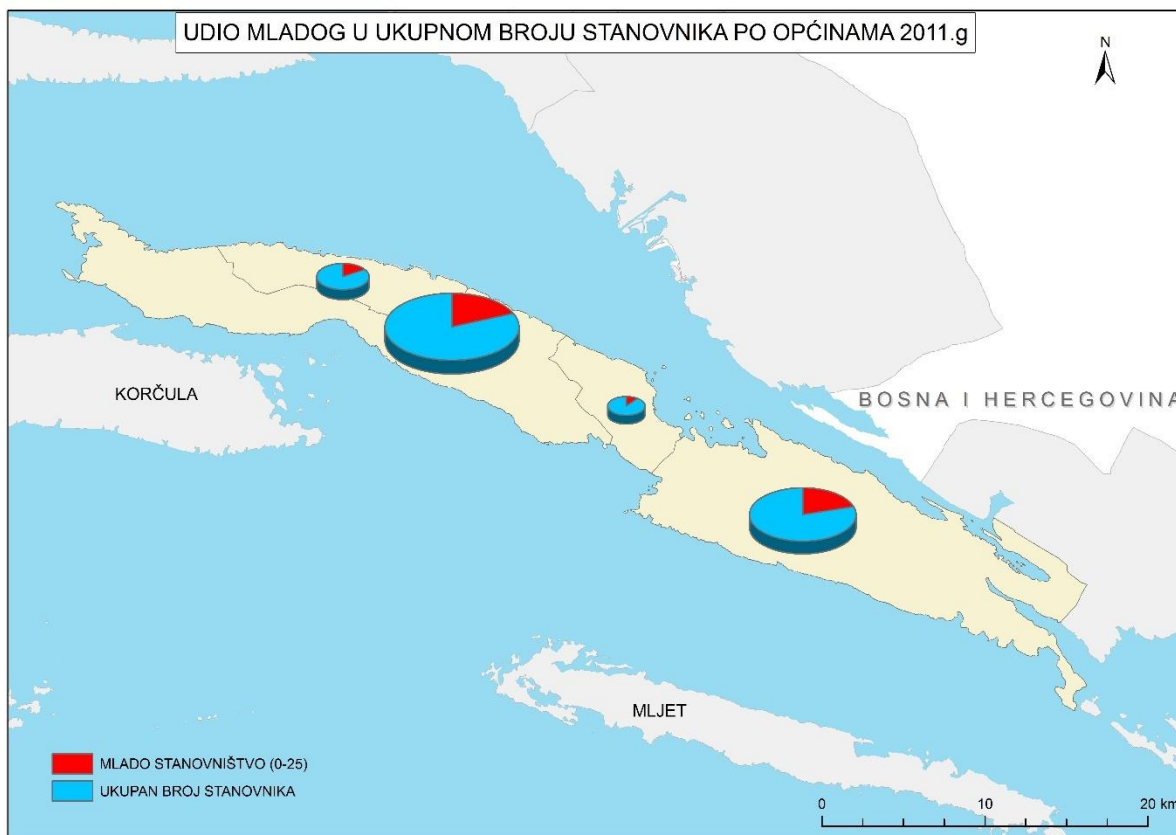 UDIO MLADOG U UKUPNOM BROJU STANOVNIKA PO OPĆINAMA 2011.g
N
KORČULA
BOSNA I HERCEGOVINA
MLJET
MLADO STANOVNIŠTVO (0-25)
UKUPAN BROJ STANOVNIKA
0 10 20 km